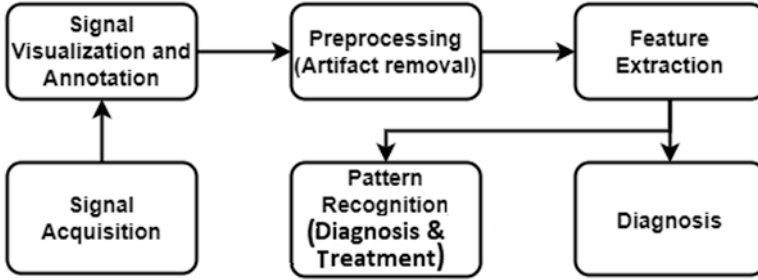 Signal
Visualization and
Annotation
Preprocessing
(Artifact removal)
Feature
Extraction
Signal
Acquisition
Pattern
Recognition
(Diagnosis &
Treatment)
Diagnosis